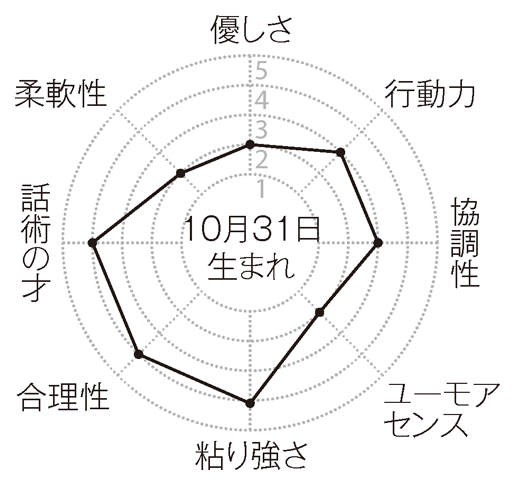 優しさ
柔軟性
行動力
5
4
3
2
1
話術の才
10月31日
生まれ
協調性
合理性
ユーモア
センス
粘り強さ